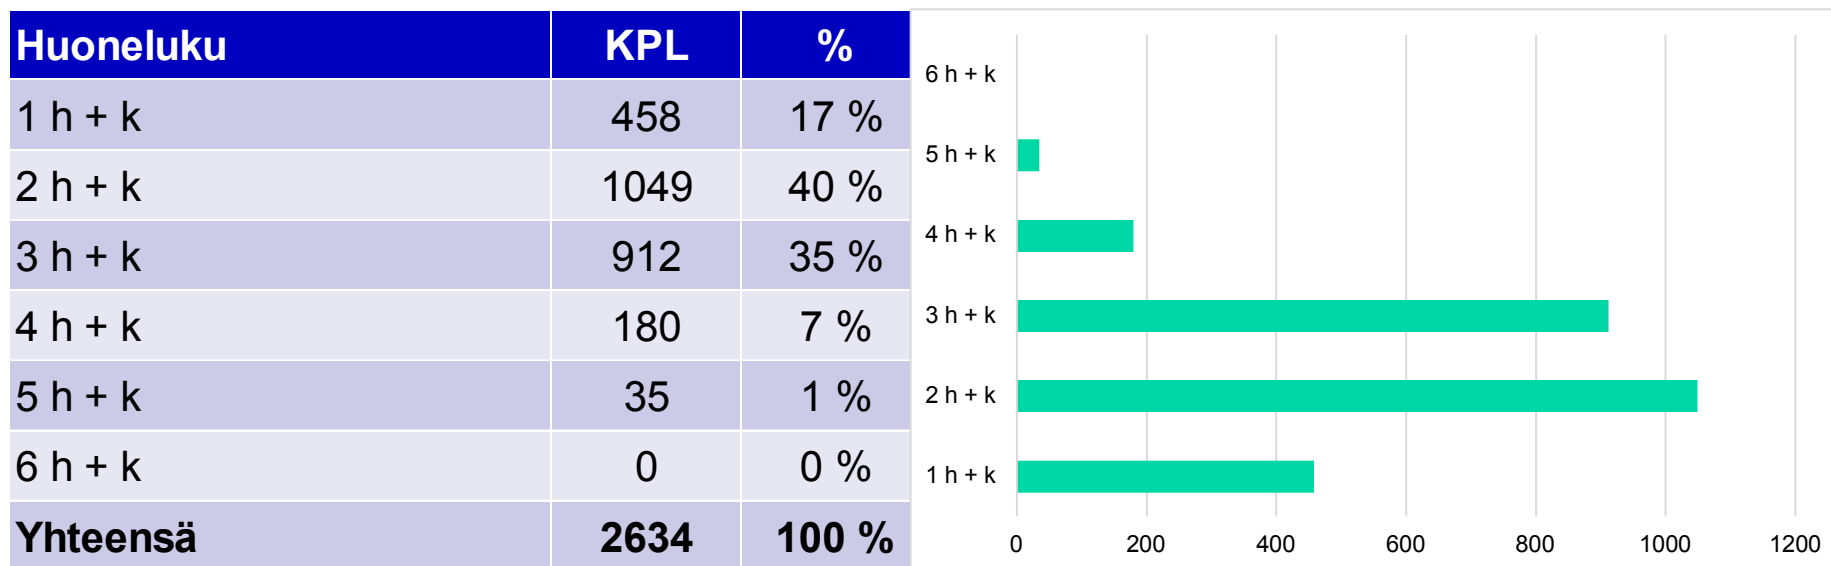 Huoneluku KPL %
1 h + k 458 17 %
2 h + k 1049 40 %
3 h + k 912 35 %
4 h + k 180 7 %
5 h + k 35 1 %
6 h + k 0 0 %
Yhteensä 2634 100 %
6 h + k
5 h + k
4 h + k
3 h + k
2 h + k
1 h + k
0 200 400 600 800 1000 1200